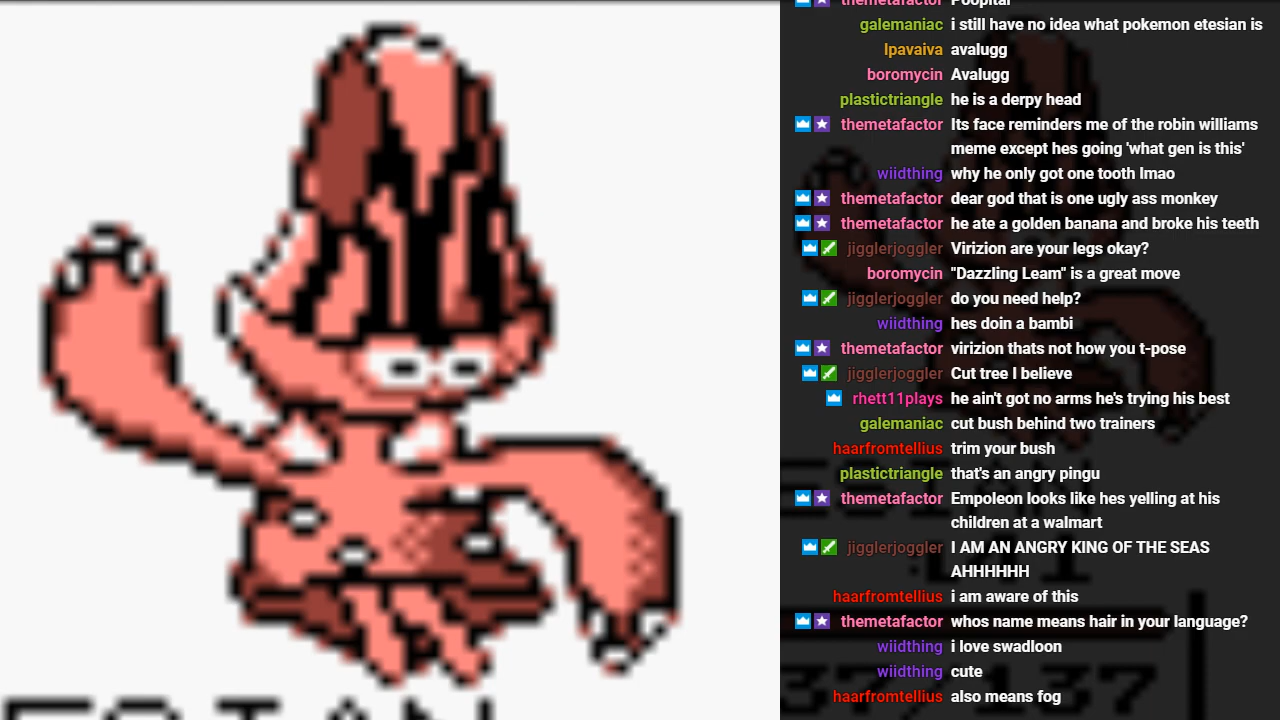 themetafactor Poopital
galemaniac i still have no idea what pokemon etesian is
lpavaiva avalugg
boromycin Avalugg
plastictriangle he is a derpy head
themetafactor Its face reminders me of the robin williams
meme except hes going 'what gen is this'
wiidthing why he only got one tooth lmao
themetafactor dear god that is one ugly ass monkey
themetafactor he ate a golden banana and broke his teeth
jigglerjoggler Virizion are your legs okay?
boromycin "Dazzling Leam" is a great move
jigglerjoggler do you need help?
wiidthing hes doin a bambi
themetafactor virizion thats not how you t-pose
jigglerjoggler Cut tree I believe
rhett11plays he ain't got no arms he's trying his best
galemaniac cut bush behind two trainers
haarfromtellius trim your bush
plastictriangle that's an angry pingu
themetafactor Empoleon looks like hes yelling at his
children at a walmart
jigglerjoggler I AM AN ANGRY KING OF THE SEAS
AHHHHHH
haarfromtellius i am aware of this
themetafactor whos name means hair in your language?
wiidthing i love swadloon
wiidthing cute
haarfromtellius also means fog